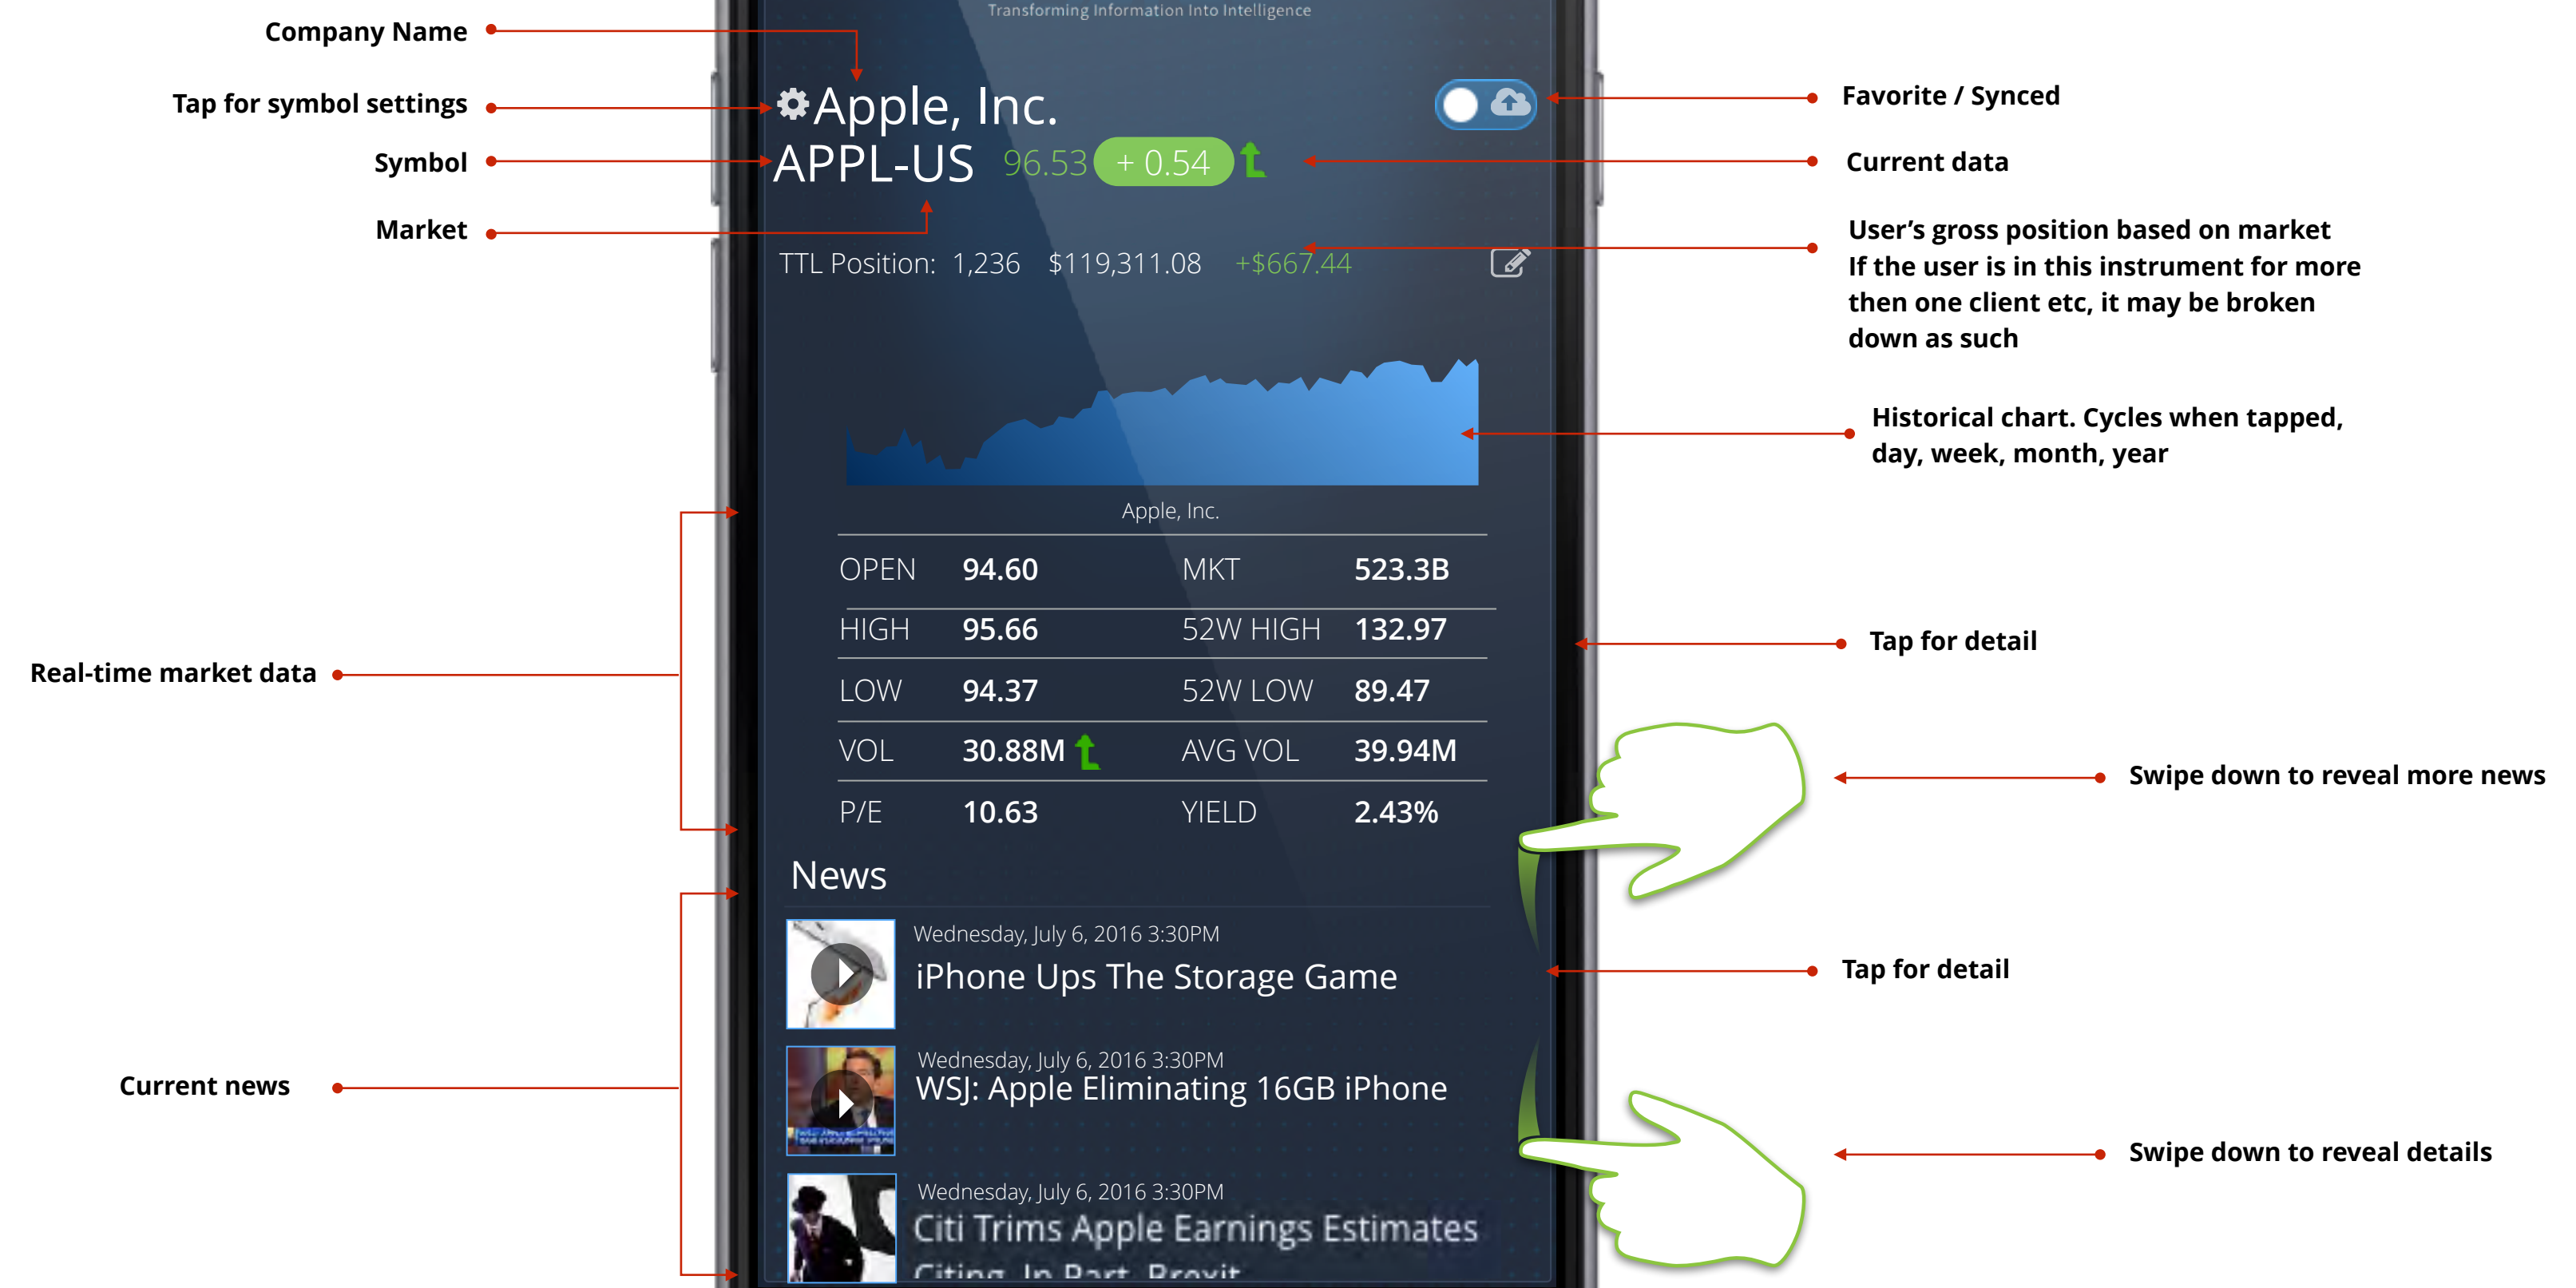 Transforming Information Into Intelligence
Company Name
Tap for symbol settings
Symbol
Market
Apple, Inc.
APPL-US 96.53 + 0.54
TTL Position: 1,236 $119,311.08 +$667.44
Favorite / Synced
Current data
User's gross position based on market
If the user is in this instrument for more
then one client etc, it may be broken
down as such
Historical chart. Cycles when tapped,
day, week, month, year
Apple, Inc.
OPEN 94.60 MKT 523.3B
HIGH 95.66 52W HIGH 132.97
LOW 94.37 52W LOW 89.47
VOL 30.88M AVG VOL 39.94M
P/E 10.63 YIELD 2.43%
Real-time market data
Tap for detail
Swipe down to reveal more news
News
Wednesday, July 6, 2016 3:30PM
iPhone Ups The Storage Game
Tap for detail
Wednesday, July 6, 2016 3:30PM
WSJ: Apple Eliminating 16GB iPhone
Current news
Swipe down to reveal details
Wednesday, July 6, 2016 3:30PM
Citi Trims Apple Earnings Estimates
Citing, In Part, Brexit